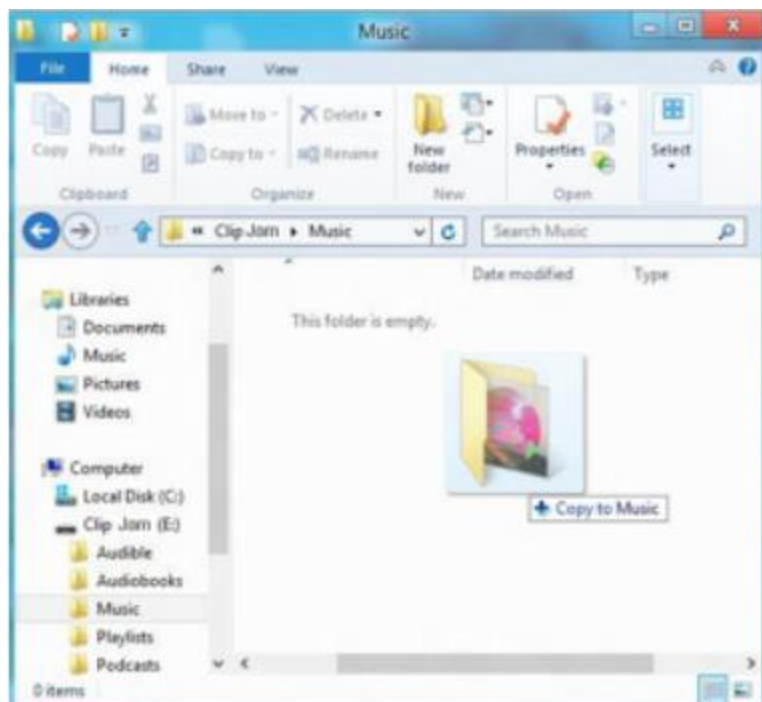 Music
File Home Share View
Copy Paste
Move to Delete
Copy to Rename
New folder
Properties
Select
Clipboard Organize New Open
« Clip Jam ▸ Music
Search Music
Date modified Type
This folder is empty.
Libraries
Documents
Music
Pictures
Videos
Computer
Local Disk (C:)
Clip Jam (E:)
Audible
Audiobooks
Music
Playlists
Podcasts
Copy to Music
0 items